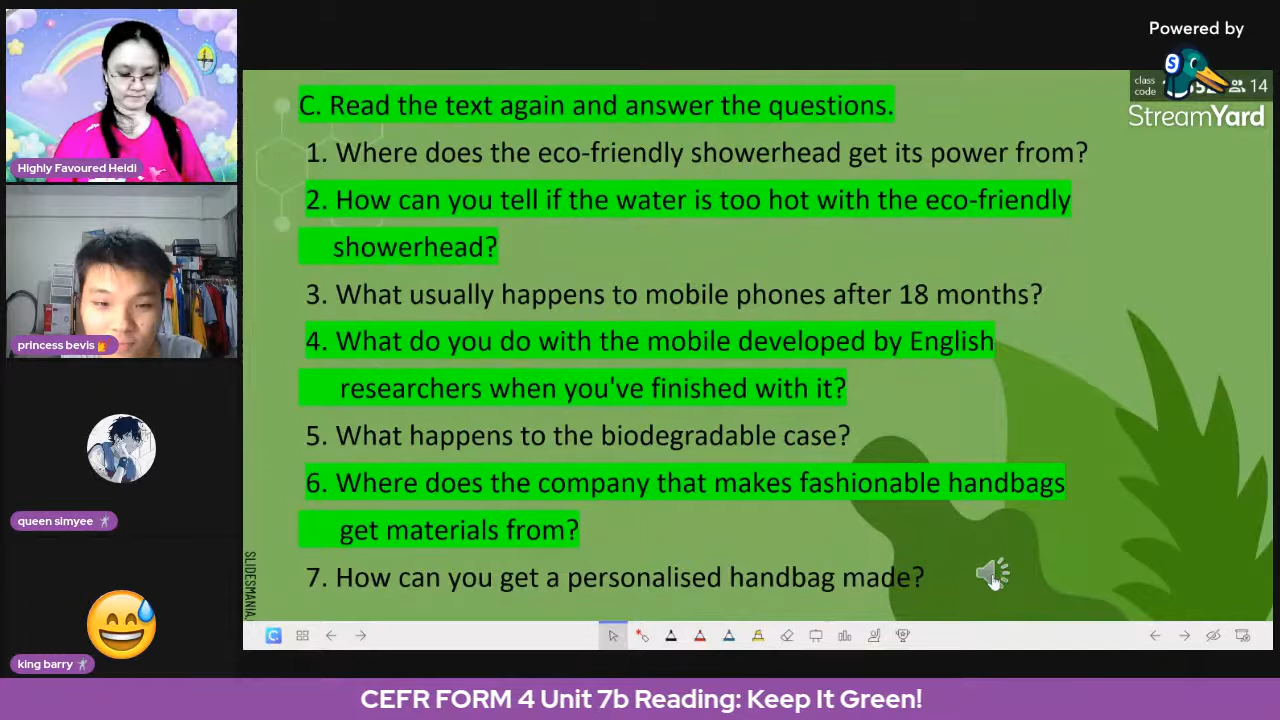 Powered by
StreamYard
class
code
14
Highly Favoured Heidi
princess bevis
queen simyee
king barry
C. Read the text again and answer the questions.
1. Where does the eco-friendly showerhead get its power from?
2. How can you tell if the water is too hot with the eco-friendly
showerhead?
3. What usually happens to mobile phones after 18 months?
4. What do you do with the mobile developed by English
researchers when you've finished with it?
5. What happens to the biodegradable case?
6. Where does the company that makes fashionable handbags
get materials from?
7. How can you get a personalised handbag made?
SLIDESMANIA
CEFR FORM 4 Unit 7b Reading: Keep It Green!